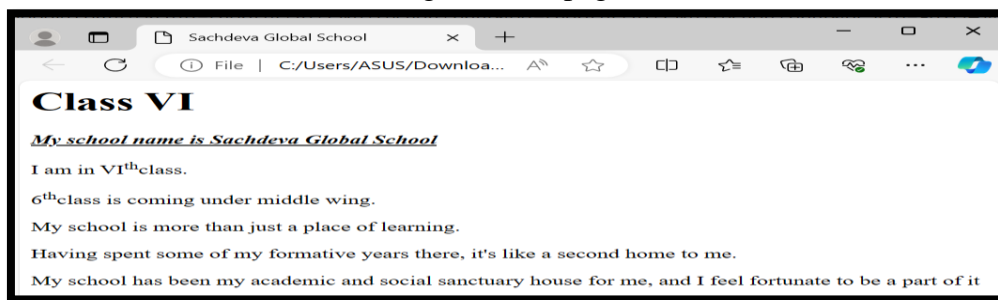 Sachdeva Global School
File | C:/Users/ASUS/Downloa...
Class VI
My school name is Sachdeva Global School
I am in VIthclass.
6thclass is coming under middle wing.
My school is more than just a place of learning.
Having spent some of my formative years there, it's like a second home to me.
My school has been my academic and social sanctuary house for me, and I feel fortunate to be a part of it